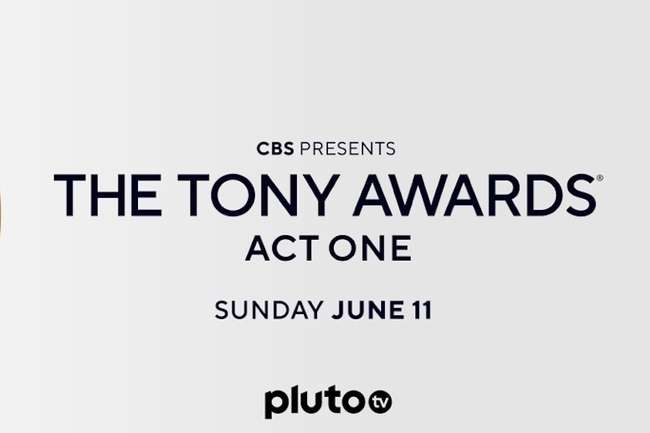 CBS PRESENTS
THE TONY AWARDS®
ACT ONE
SUNDAY JUNE 11
pluto tv